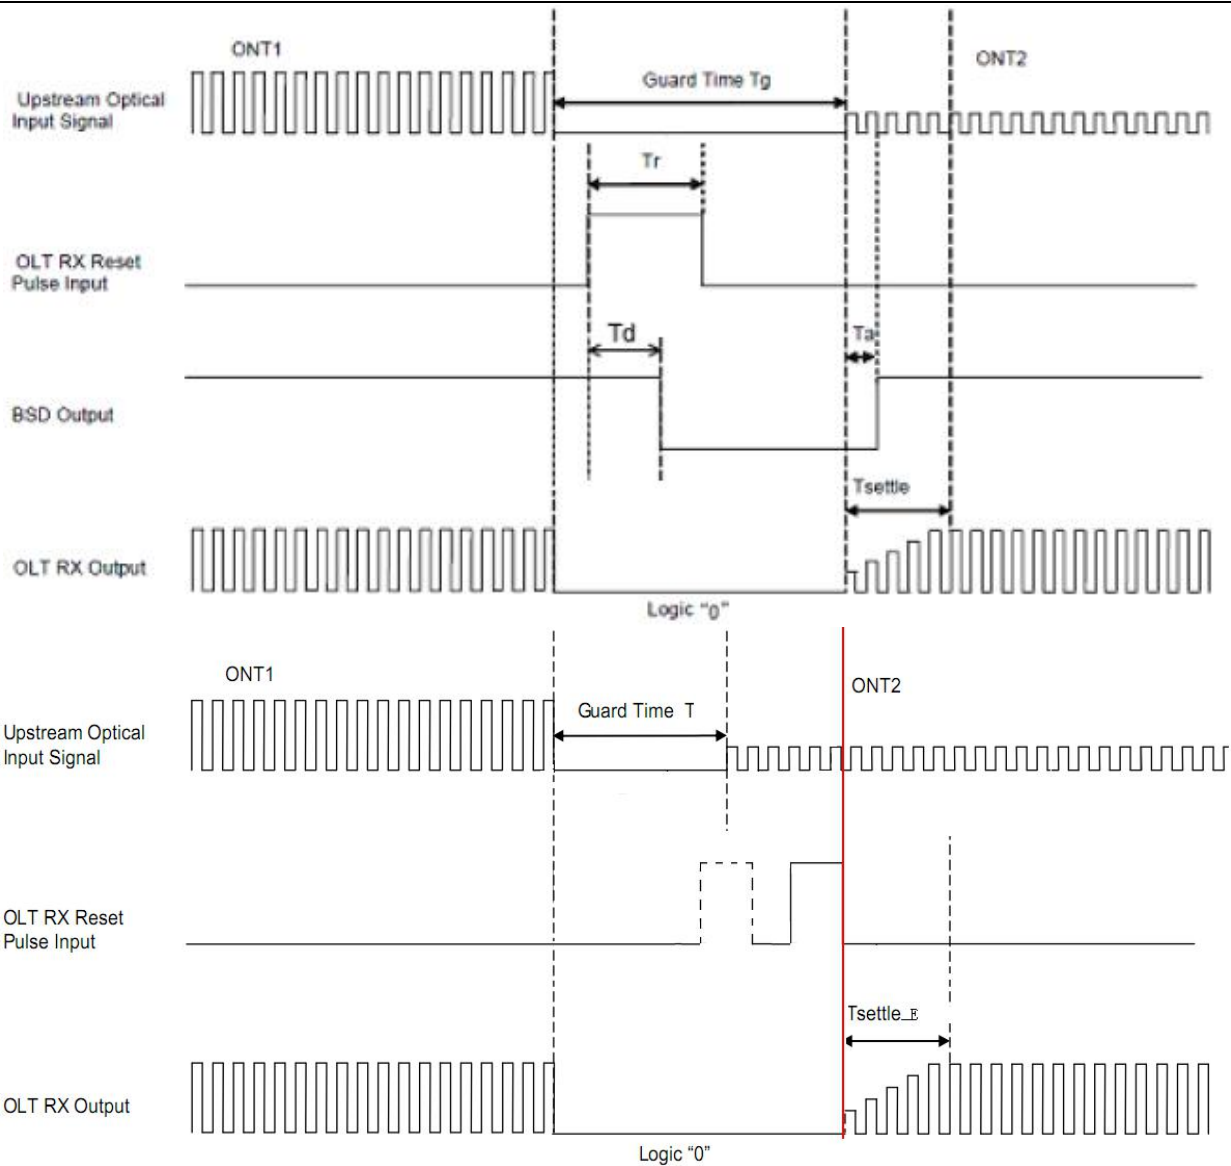 ONT1
Guard Time Tg
ONT2
Upstream Optical
Input Signal
Tr
OLT RX Reset
Pulse Input
Td
Ta
BSD Output
Tsettle
OLT RX Output
Logic "0"
ONT1
Guard Time T
ONT2
Upstream Optical
Input Signal
OLT RX Reset
Pulse Input
Tsettle_E
OLT RX Output
Logic “0”